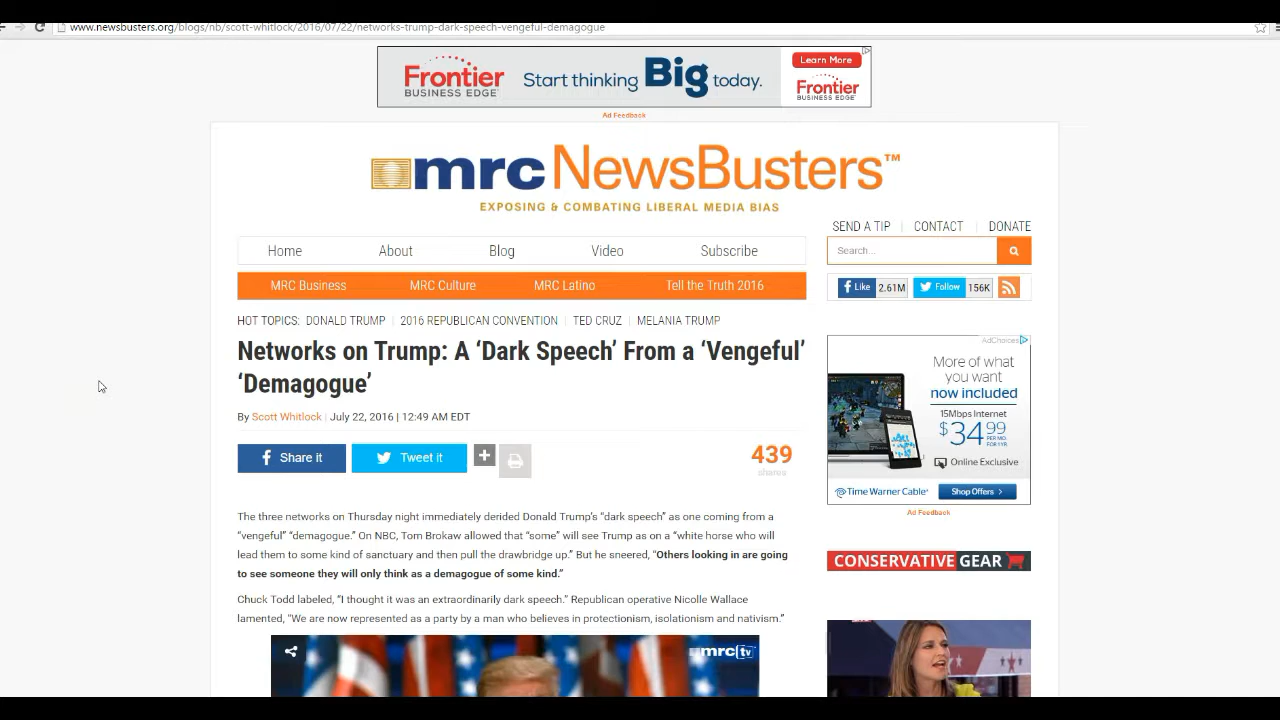 www.newsbusters.org/blogs/nb/scott-whitlock/2016/07/22/networks-trump-dark-speech-vengeful-demagogue
Frontier
BUSINESS EDGE
Start thinking Big today.
Learn More
Frontier
BUSINESS EDGE
Ad Feedback
mrc NewsBusters™
EXPOSING & COMBATING LIBERAL MEDIA BIAS
SEND A TIP | CONTACT | DONATE
Home About Blog Video Subscribe
Search...
MRC Business MRC Culture MRC Latino Tell the Truth 2016
Like 2.61M Follow 156K
HOT TOPICS: DONALD TRUMP | 2016 REPUBLICAN CONVENTION | TED CRUZ | MELANIA TRUMP
Networks on Trump: A ‘Dark Speech’ From a ‘Vengeful’
‘Demagogue’
By Scott Whitlock | July 22, 2016 | 12:49 AM EDT
Share it Tweet it + 439
shares
AdChoices
More of what
you want
now included
15Mbps Internet
$34.99
PER MO.
FOR 1 YR.
Online Exclusive
Time Warner Cable Shop Offers >
Ad Feedback
The three networks on Thursday night immediately derided Donald Trump's “dark speech” as one coming from a
“vengeful” “demagogue.” On NBC, Tom Brokaw allowed that “some” will see Trump as on a “white horse who will
lead them to some kind of sanctuary and then pull the drawbridge up.” But he sneered, “Others looking in are going
to see someone they will only think as a demagogue of some kind.”
Chuck Todd labeled, “I thought it was an extraordinarily dark speech.” Republican operative Nicolle Wallace
lamented, “We are now represented as a party by a man who believes in protectionism, isolationism and nativism.”
CONSERVATIVE GEAR
mrc tv